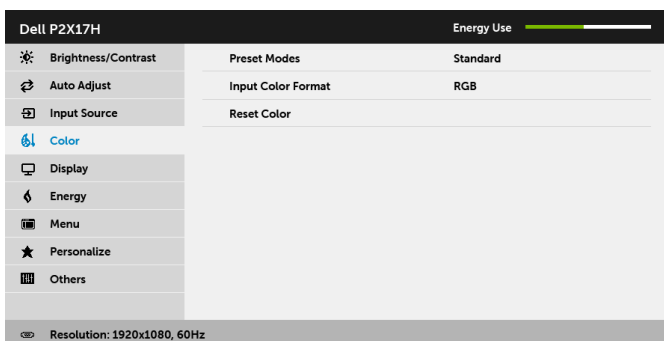 Dell P2X17H Energy Use
Brightness/Contrast Preset Modes Standard
Auto Adjust Input Color Format RGB
Input Source Reset Color
Color
Display
Energy
Menu
Personalize
Others
Resolution: 1920x1080, 60Hz